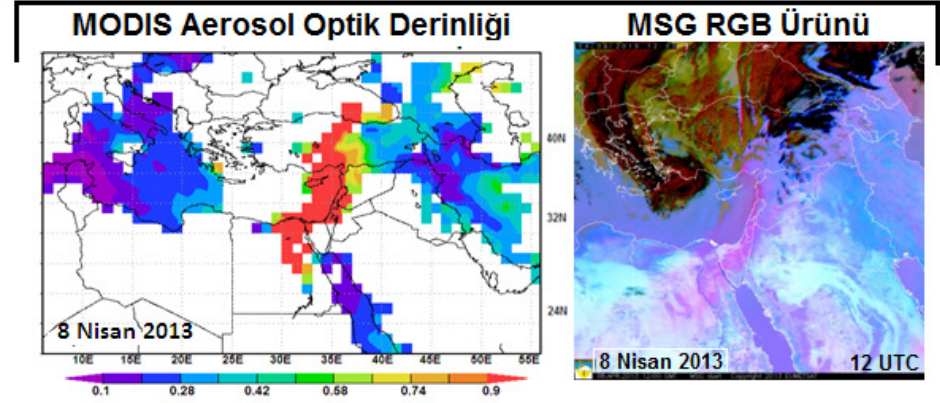 MODIS Aerosol Optik Derinliği
8 Nisan 2013
10E 15E 20E 25E 30E 35E 40E 45E 50E 55E
0.1 0.28 0.42 0.58 0.74 0.9
MSG RGB Ürünü
40N
32N
24N
8 Nisan 2013
12 UTC